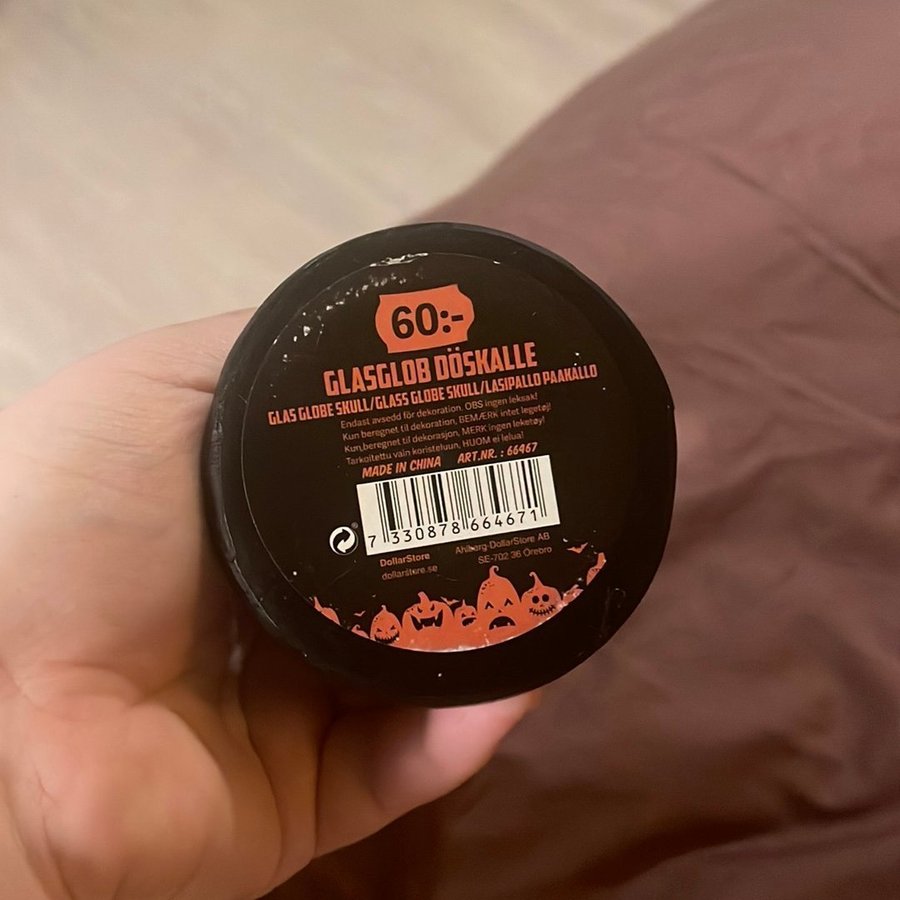 60:-
GLASGLOB DÖSKALLE
GLAS GLOBE SKULL/GLASS GLOBE SKULL/LASIPALLO PAAKALLO
Endast avsedd för dekoration, OBS ingen leksak!
Kun beregnet til dekoration, BEMÆRK intet legetøj!
Kun beregnet til dekorasjon, MERK ingen leketøy!
Tarkoitettu vain koristeluun, HUOM ei lelua!
MADE IN CHINA ART.NR. : 66467
7 330878 664671
DollarStore
dollarstore.se
Ahlberg-DollarStore AB
SE-702 36 Örebro